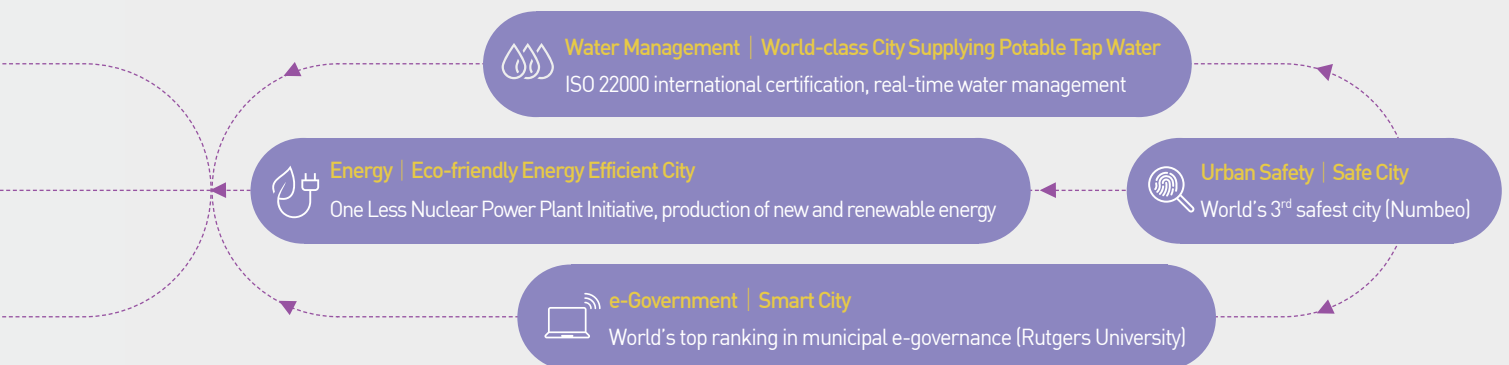 Water Management | World-class City Supplying Potable Tap Water
ISO 22000 international certification, real-time water management
Energy | Eco-friendly Energy Efficient City
One Less Nuclear Power Plant Initiative, production of new and renewable energy
Urban Safety | Safe City
World's 3rd safest city (Numbeo)
e-Government | Smart City
World's top ranking in municipal e-governance (Rutgers University)